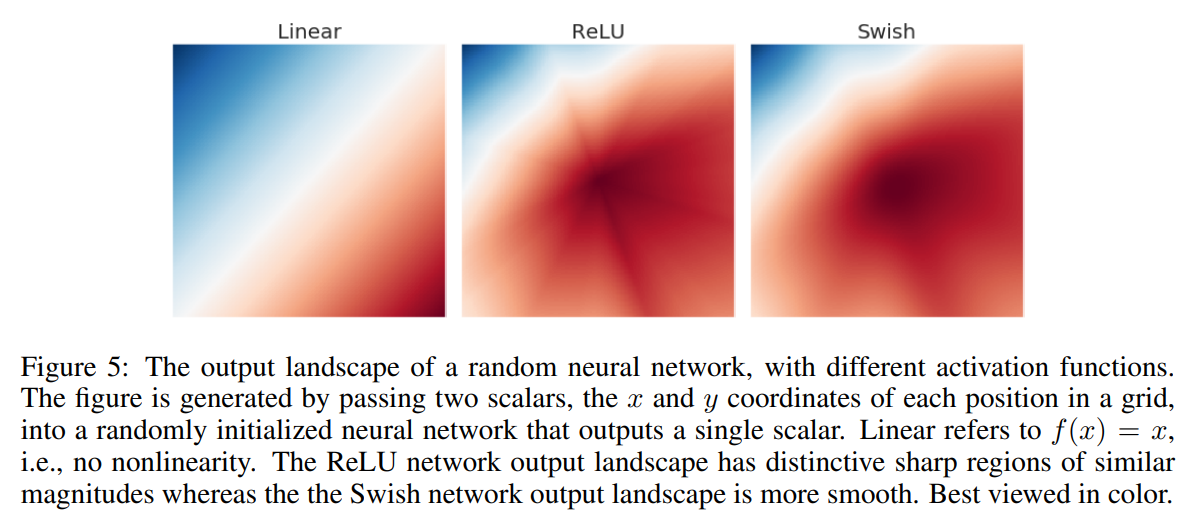 Linear
ReLU
Swish
Figure 5: The output landscape of a random neural network, with different activation functions.
The figure is generated by passing two scalars, the x and y coordinates of each position in a grid,
into a randomly initialized neural network that outputs a single scalar. Linear refers to f(x) = x,
i.e., no nonlinearity. The ReLU network output landscape has distinctive sharp regions of similar
magnitudes whereas the the Swish network output landscape is more smooth. Best viewed in color.